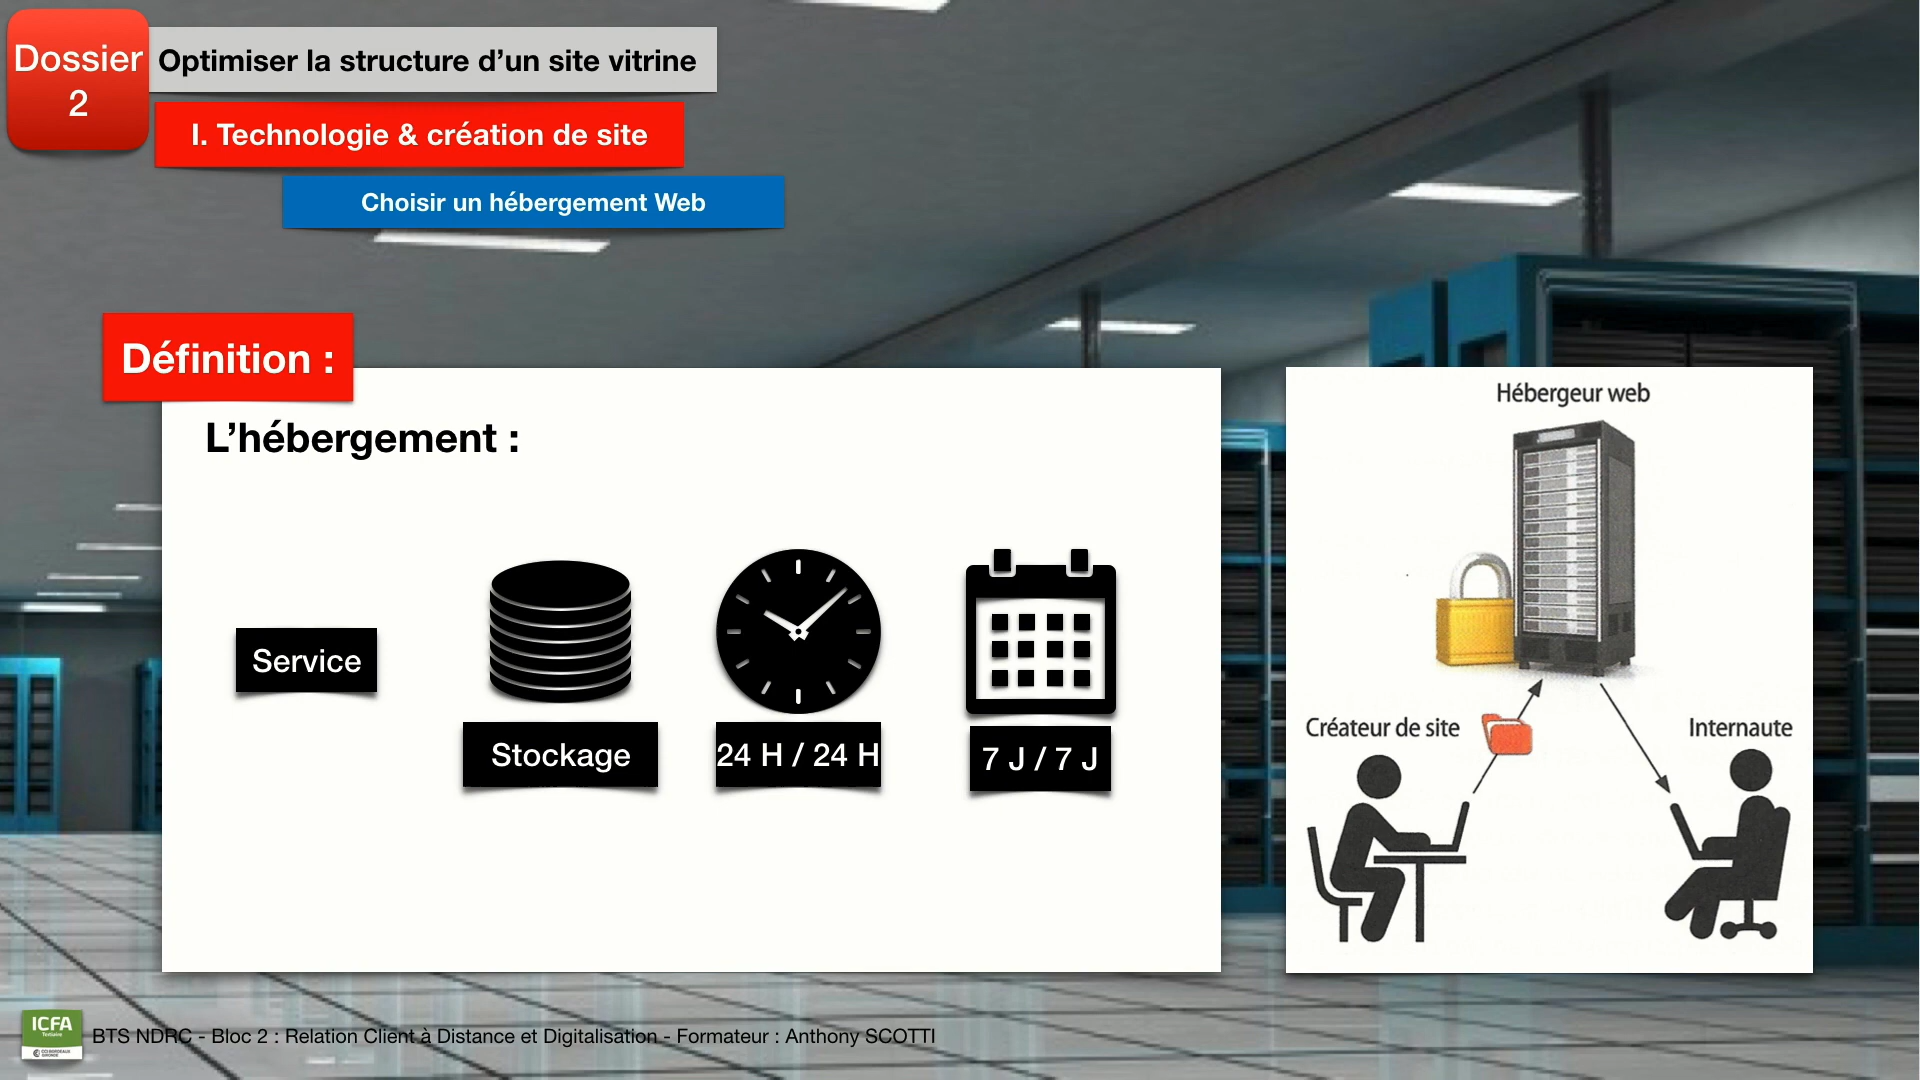 Dossier
2
Optimiser la structure d’un site vitrine
I. Technologie & création de site
Choisir un hébergement Web
Définition :
L’hébergement :
Service
Stockage
24 H / 24 H
7 J / 7 J
Hébergeur web
Créateur de site
Internaute
ICFA
Tertiaire
BTS NDRC - Bloc 2 : Relation Client à Distance et Digitalisation - Formateur : Anthony SCOTTI